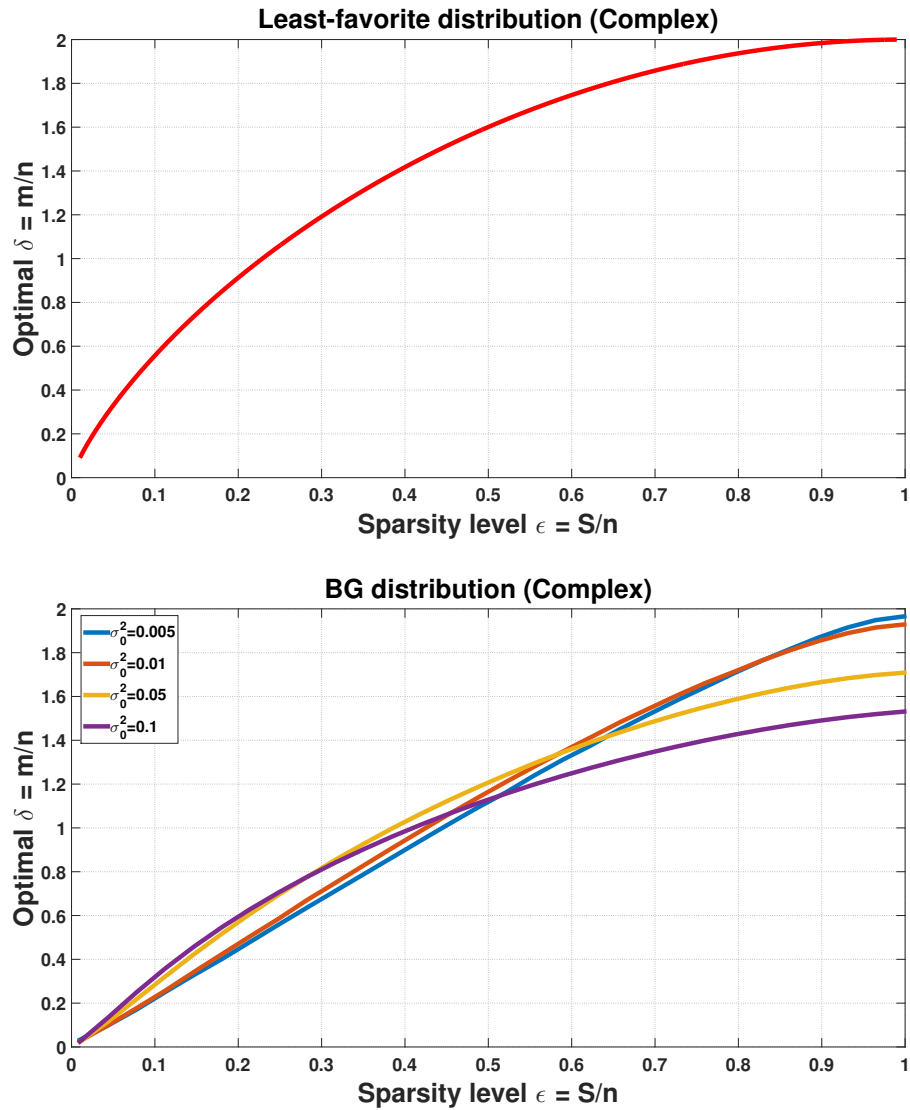 Least-favorite distribution (Complex)
Optimal δ = m/n
2
1.8
1.6
1.4
1.2
1
0.8
0.6
0.4
0.2
0
0 0.1 0.2 0.3 0.4 0.5 0.6 0.7 0.8 0.9 1
Sparsity level ϵ = S/n
BG distribution (Complex)
Optimal δ = m/n
2
1.8
1.6
1.4
1.2
1
0.8
0.6
0.4
0.2
0
σ₀²=0.005
σ₀²=0.01
σ₀²=0.05
σ₀²=0.1
0 0.1 0.2 0.3 0.4 0.5 0.6 0.7 0.8 0.9 1
Sparsity level ϵ = S/n